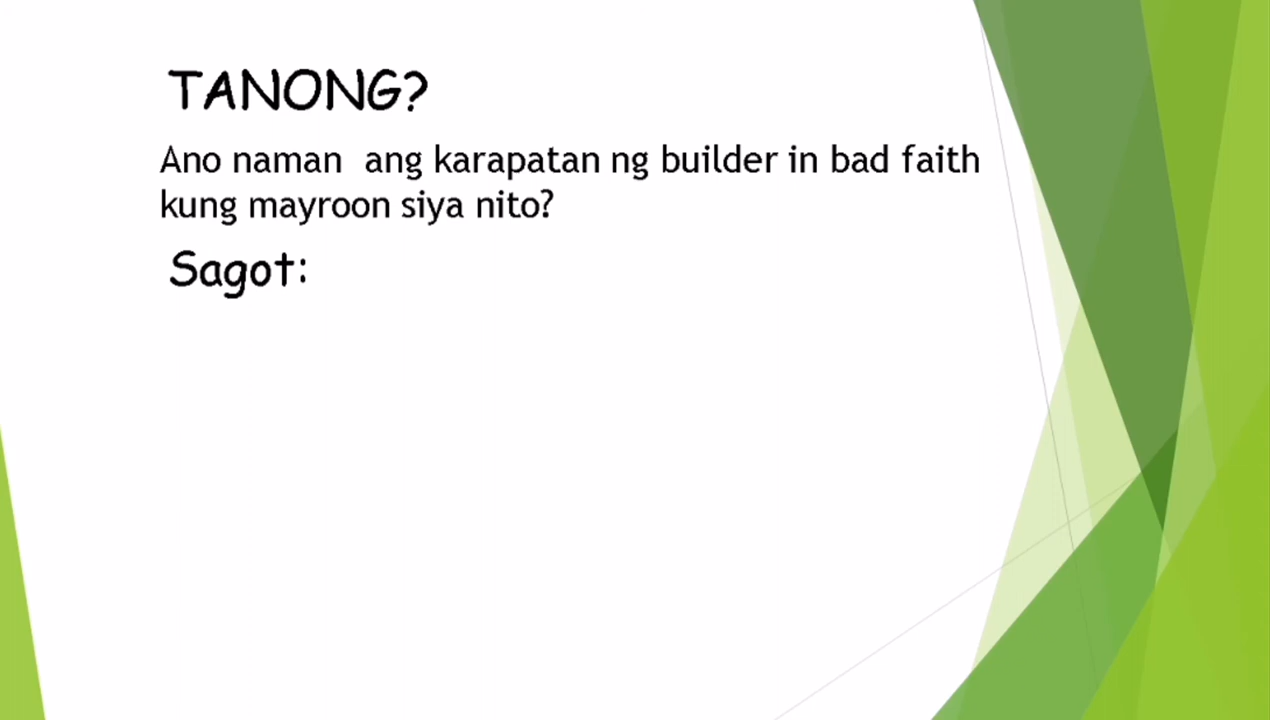 TANONG?
Ano naman ang karapatan ng builder in bad faith
kung mayroon siya nito?
Sagot: